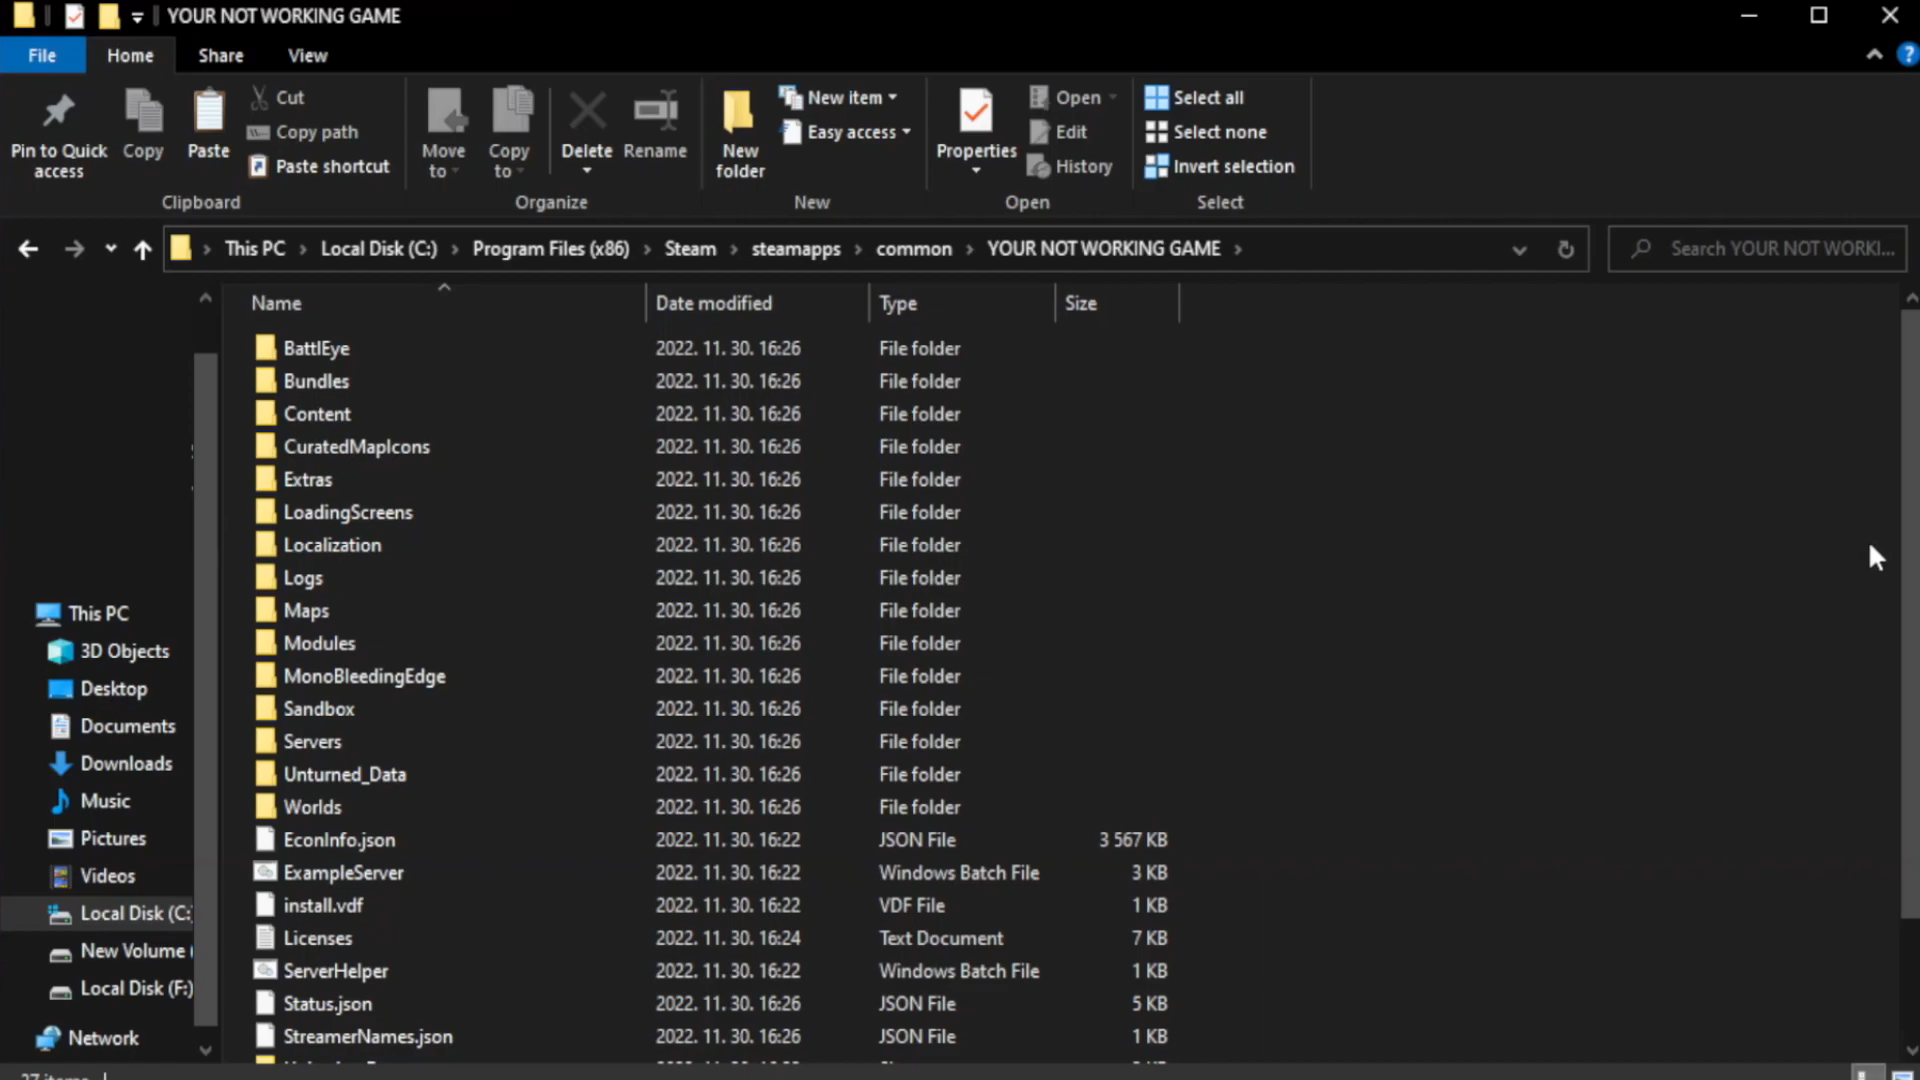 YOUR NOT WORKING GAME
File Home Share View
Pin to Quick access
Copy
Paste
Cut
Copy path
Paste shortcut
Clipboard
Move to
Copy to
Delete
Rename
Organize
New folder
New item
Easy access
New
Properties
Open
Edit
History
Open
Select all
Select none
Invert selection
Select
This PC Local Disk (C:) Program Files (x86) Steam steamapps common YOUR NOT WORKING GAME
Search YOUR NOT WORKI...
Name Date modified Type Size
BattlEye 2022. 11. 30. 16:26 File folder
Bundles 2022. 11. 30. 16:26 File folder
Content 2022. 11. 30. 16:26 File folder
CuratedMapIcons 2022. 11. 30. 16:26 File folder
Extras 2022. 11. 30. 16:26 File folder
LoadingScreens 2022. 11. 30. 16:26 File folder
Localization 2022. 11. 30. 16:26 File folder
Logs 2022. 11. 30. 16:26 File folder
Maps 2022. 11. 30. 16:26 File folder
Modules 2022. 11. 30. 16:26 File folder
MonoBleedingEdge 2022. 11. 30. 16:26 File folder
Sandbox 2022. 11. 30. 16:26 File folder
Servers 2022. 11. 30. 16:26 File folder
Unturned_Data 2022. 11. 30. 16:26 File folder
Worlds 2022. 11. 30. 16:26 File folder
EconInfo.json 2022. 11. 30. 16:22 JSON File 3 567 KB
ExampleServer 2022. 11. 30. 16:22 Windows Batch File 3 KB
install.vdf 2022. 11. 30. 16:22 VDF File 1 KB
Licenses 2022. 11. 30. 16:24 Text Document 7 KB
ServerHelper 2022. 11. 30. 16:22 Windows Batch File 1 KB
Status.json 2022. 11. 30. 16:26 JSON File 5 KB
StreamerNames.json 2022. 11. 30. 16:26 JSON File 1 KB
This PC
3D Objects
Desktop
Documents
Downloads
Music
Pictures
Videos
Local Disk (C:)
New Volume (
Local Disk (F:)
Network